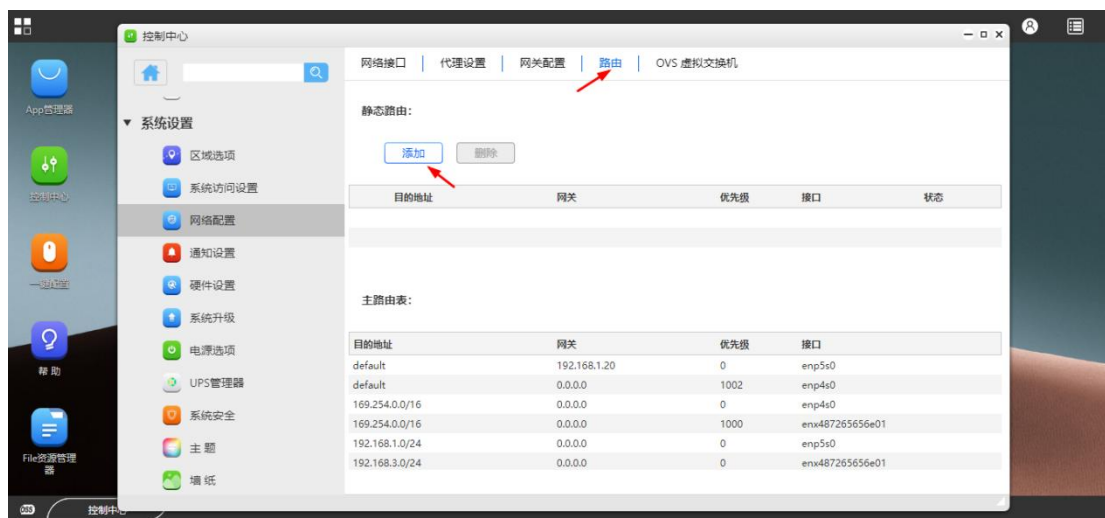 控制中心
网络接口 | 代理设置 | 网关配置 | 路由 | OVS 虚拟交换机
App管理器
控制中心
一键配置
帮 助
File资源管理器
系统设置
区域选项
系统访问设置
网络配置
通知设置
硬件设置
系统升级
电源选项
UPS管理器
系统安全
主 题
墙 纸
静态路由：
添加 删除
目的地址 网关 优先级 接口 状态
主路由表：
目的地址 网关 优先级 接口
default 192.168.1.20 0 enp5s0
default 0.0.0.0 1002 enp4s0
169.254.0.0/16 0.0.0.0 0 enp4s0
169.254.0.0/16 0.0.0.0 1000 enx487265656e01
192.168.1.0/24 0.0.0.0 0 enp5s0
192.168.3.0/24 0.0.0.0 0 enx487265656e01
控制中心